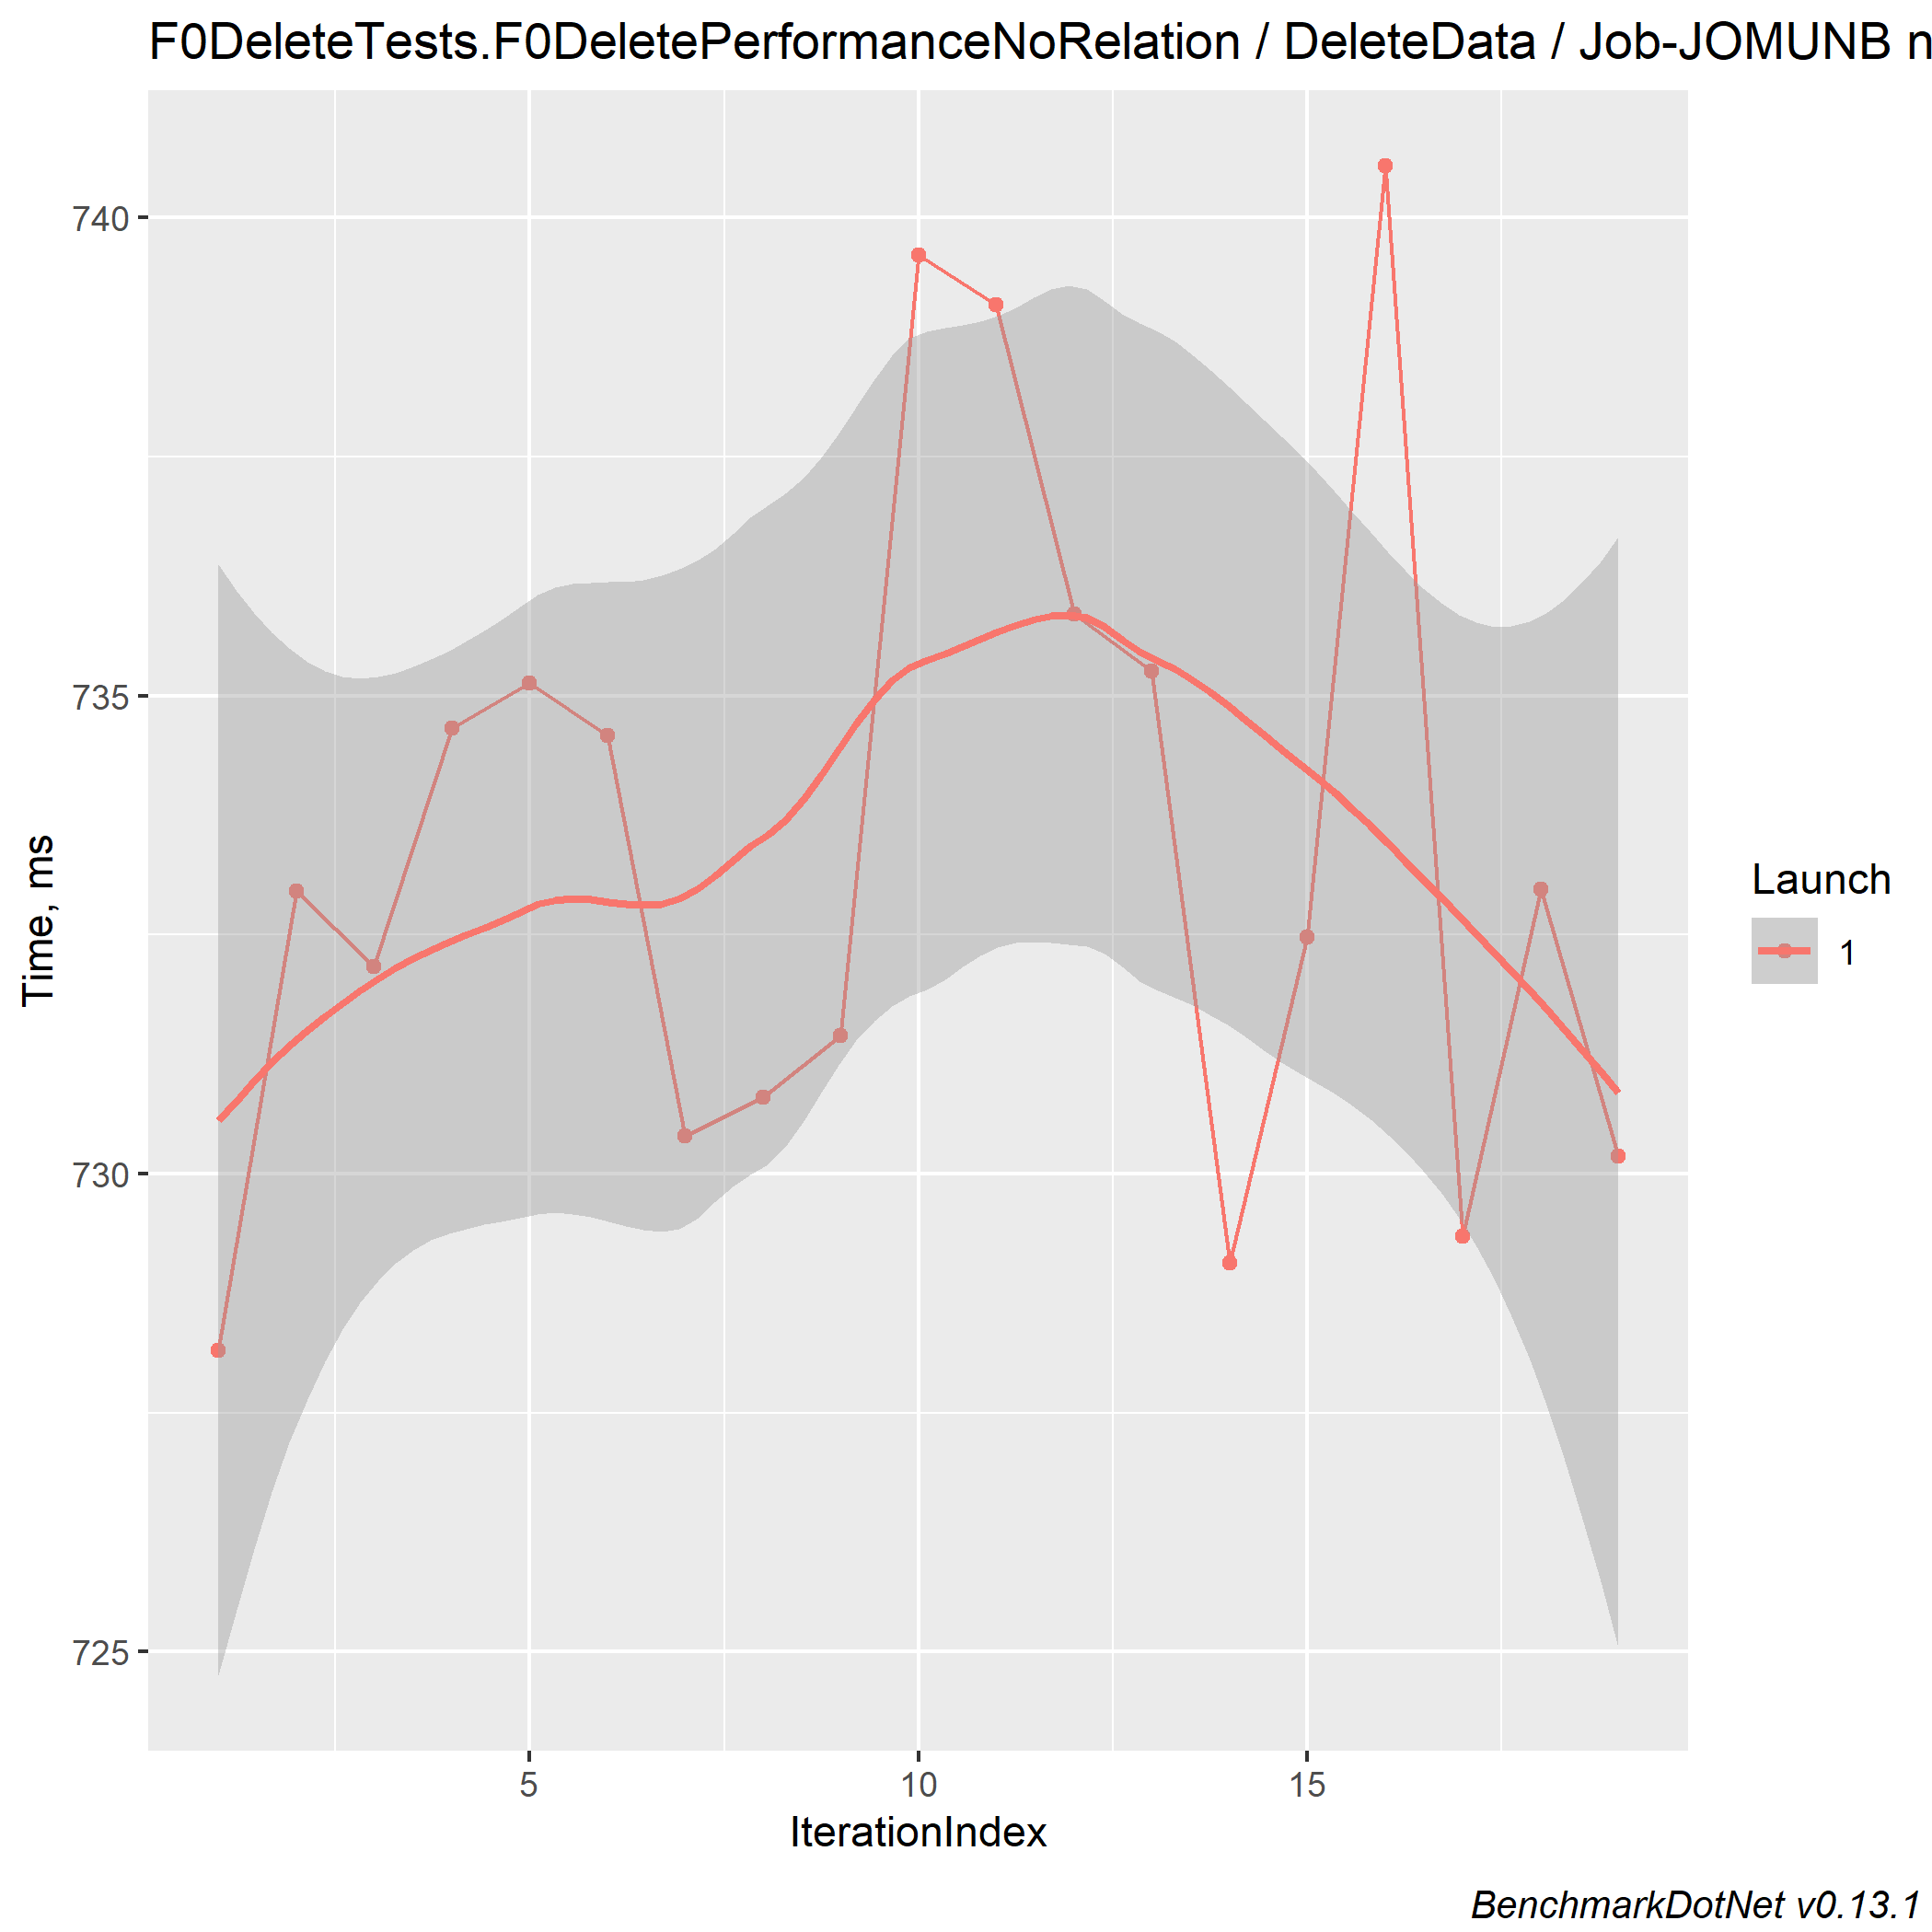 F0DeleteTests.F0DeletePerformanceNoRelation / DeleteData / Job-JOMUNB n
740
735
730
725
Time, ms
5 10 15
IterationIndex
Launch
1
BenchmarkDotNet v0.13.1